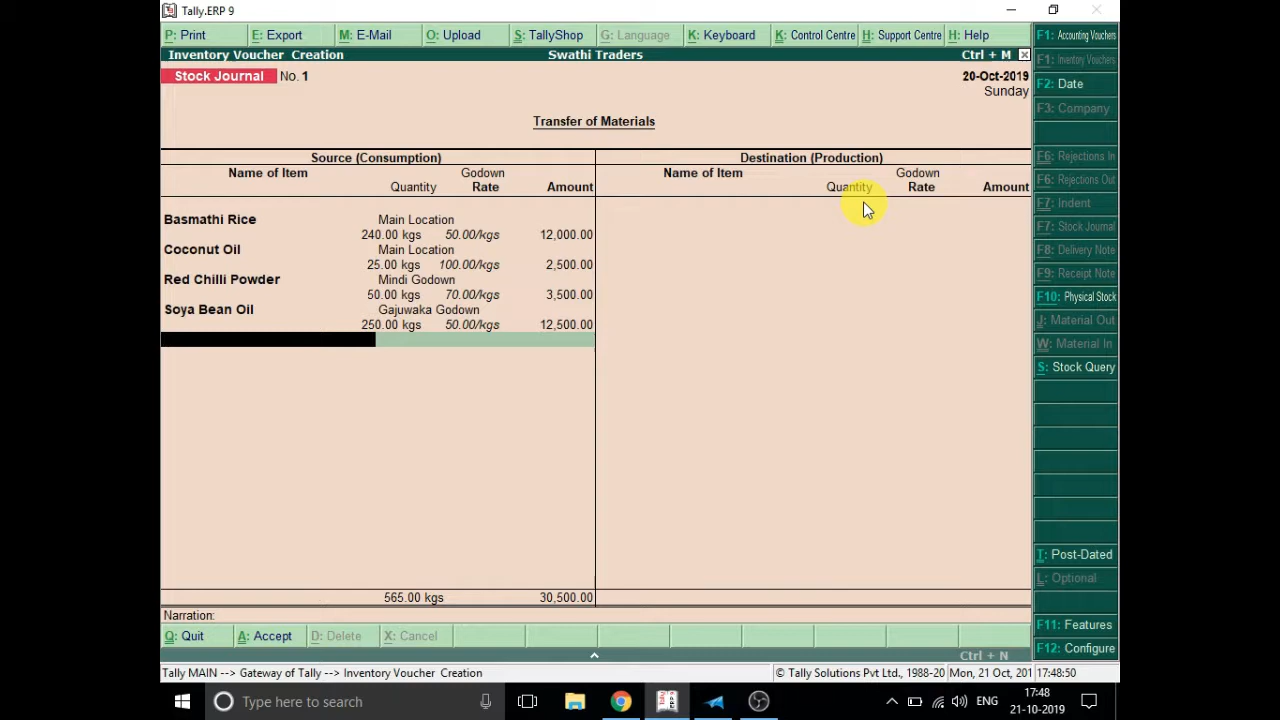 Tally.ERP 9
P: Print E: Export M: E-Mail O: Upload S: TallyShop G: Language K: Keyboard K: Control Centre H: Support Centre H: Help
Inventory Voucher Creation Swathi Traders Ctrl + M
Stock Journal No. 1 20-Oct-2019
Sunday
Transfer of Materials
Source (Consumption) Destination (Production)
Name of Item Godown Name of Item Godown
Quantity Rate Amount Quantity Rate Amount
Basmathi Rice Main Location
240.00 kgs 50.00/kgs 12,000.00
Coconut Oil Main Location
25.00 kgs 100.00/kgs 2,500.00
Red Chilli Powder Mindi Godown
50.00 kgs 70.00/kgs 3,500.00
Soya Bean Oil Gajuwaka Godown
250.00 kgs 50.00/kgs 12,500.00
565.00 kgs 30,500.00
Narration:
Q: Quit A: Accept D: Delete X: Cancel
Ctrl + N
Tally MAIN --> Gateway of Tally --> Inventory Voucher Creation © Tally Solutions Pvt Ltd., 1988-20 Mon, 21 Oct, 201 17:48:50
F1: Accounting Vouchers
F1: Inventory Vouchers
F2: Date
F3: Company
F6: Rejections In
F6: Rejections Out
F7: Indent
F7: Stock Journal
F8: Delivery Note
F9: Receipt Note
F10: Physical Stock
J: Material Out
W: Material In
S: Stock Query
T: Post-Dated
L: Optional
F11: Features
F12: Configure
Type here to search ENG 17:48
21-10-2019